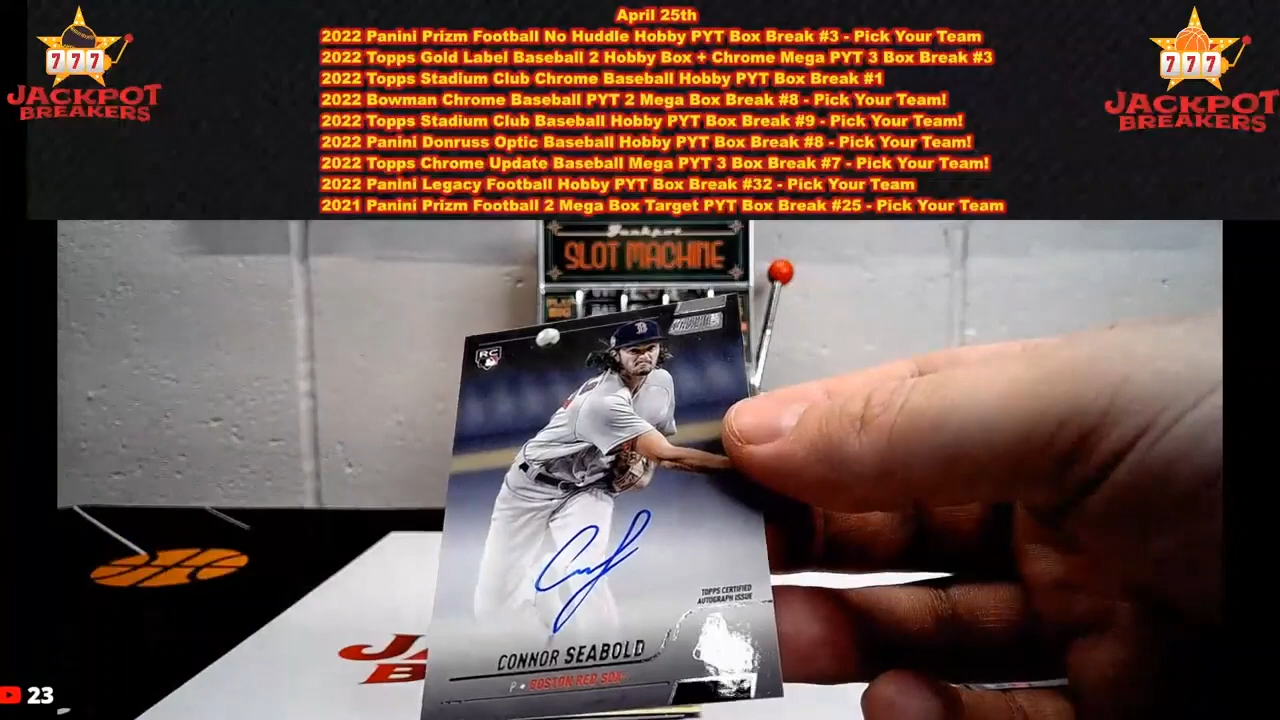 April 25th
2022 Panini Prizm Football No Huddle Hobby PYT Box Break #3 - Pick Your Team
2022 Topps Gold Label Baseball 2 Hobby Box + Chrome Mega PYT 3 Box Break #3
2022 Topps Stadium Club Chrome Baseball Hobby PYT Box Break #1
2022 Bowman Chrome Baseball PYT 2 Mega Box Break #8 - Pick Your Team!
2022 Topps Stadium Club Baseball Hobby PYT Box Break #9 - Pick Your Team!
2022 Panini Donruss Optic Baseball Hobby PYT Box Break #8 - Pick Your Team!
2022 Topps Chrome Update Baseball Mega PYT 3 Box Break #7 - Pick Your Team!
2022 Panini Legacy Football Hobby PYT Box Break #32 - Pick Your Team
2021 Panini Prizm Football 2 Mega Box Target PYT Box Break #25 - Pick Your Team
777
JACKPOT
BREAKERS
777
JACKPOT
BREAKERS
Jackpot
SLOT MACHINE
RC
B
CHROME
TOPPS CERTIFIED
AUTOGRAPH ISSUE
CONNOR SEABOLD
P • BOSTON RED SOX
23